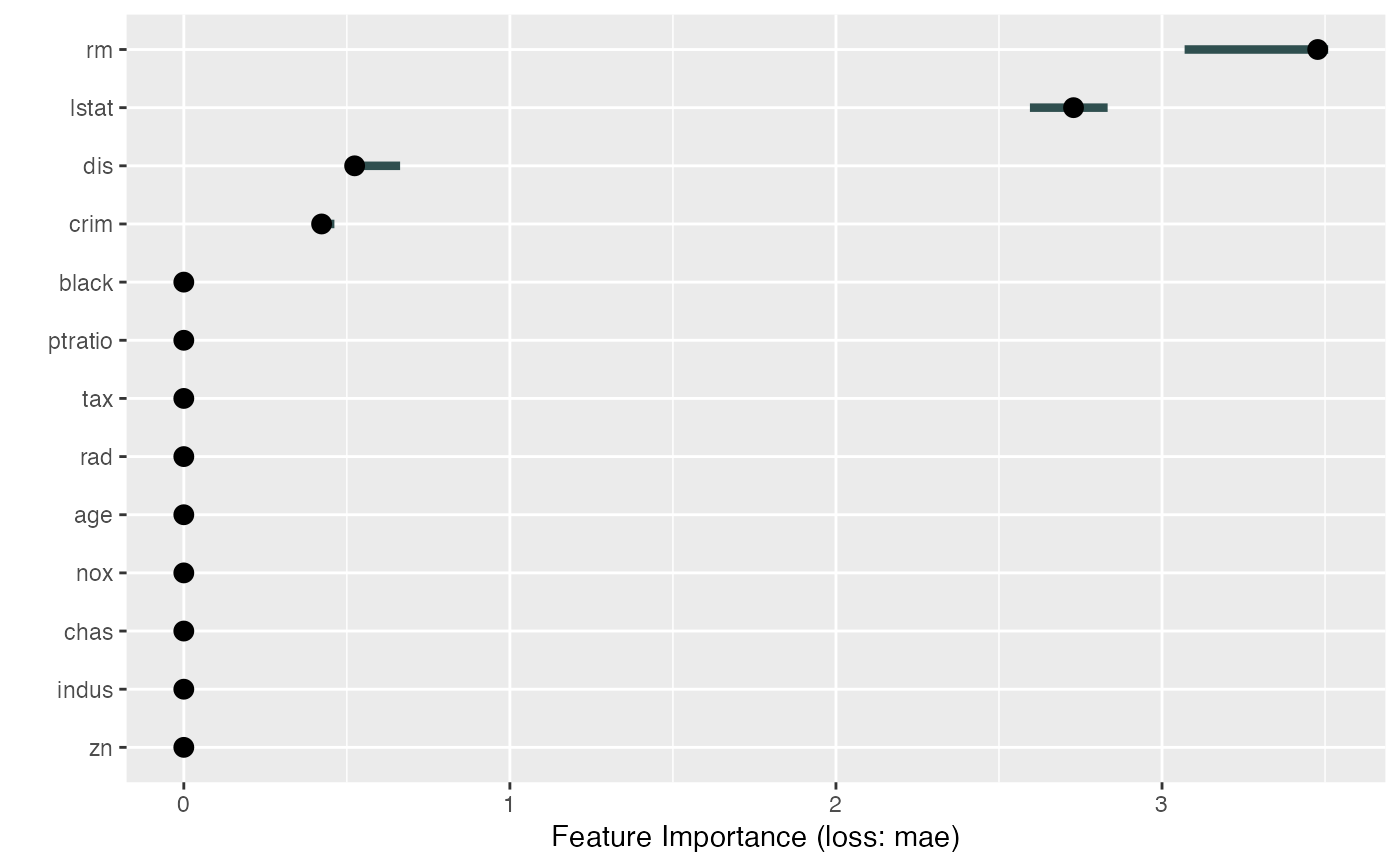 rm
lstat
dis
crim
black
ptratio
tax
rad
age
nox
chas
indus
zn
0 1 2 3
Feature Importance (loss: mae)